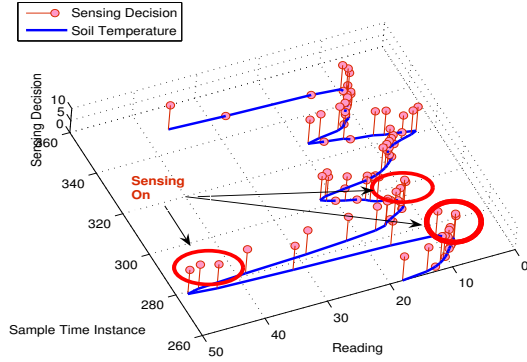 Sensing Decision
Soil Temperature
Sensing Decision
10
5
0
360
340
320
300
280
260
Sensing
On
50
40
30
20
10
0
Sample Time Instance
Reading